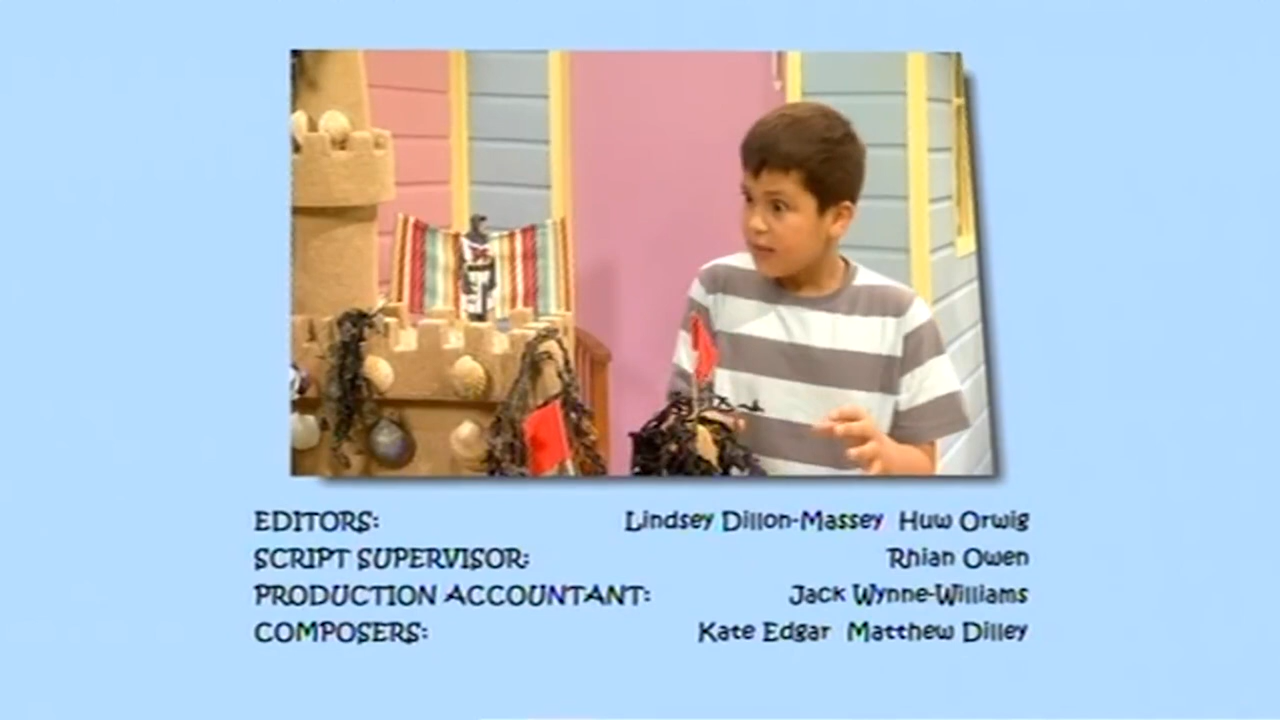 EDITORS: Lindsey Dillon-Massey Huw Orwig
SCRIPT SUPERVISOR: Rhian Owen
PRODUCTION ACCOUNTANT: Jack Wynne-Williams
COMPOSERS: Kate Edgar Matthew Dilley